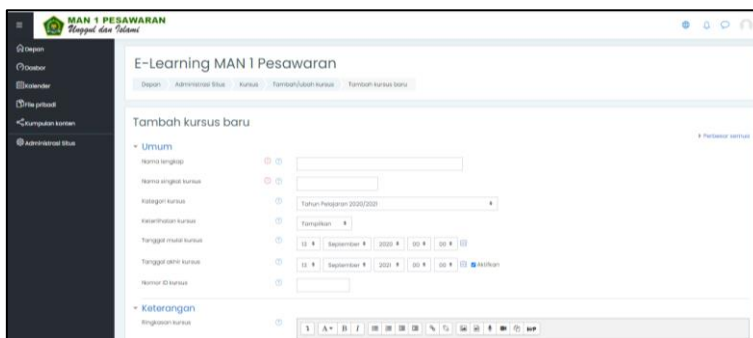 MAN 1 PESAWARAN
Unggul dan Islami
Depan
Dasbor
Kalender
File pribadi
Kumpulan konten
Administrasi Situs
E-Learning MAN 1 Pesawaran
Depan Administrasi Situs Kursus Tambah/ubah kursus Tambah kursus baru
Tambah kursus baru
Perbesar semua
Umum
Nama lengkap
Nama singkat kursus
Kategori kursus Tahun Pelajaran 2020/2021
Keterlihatan kursus Tampilkan
Tanggal mulai kursus 13 September 2020 00 00
Tanggal akhir kursus 13 September 2021 00 00 Aktifkan
Nomor ID kursus
Keterangan
Ringkasan kursus
A B I H-P